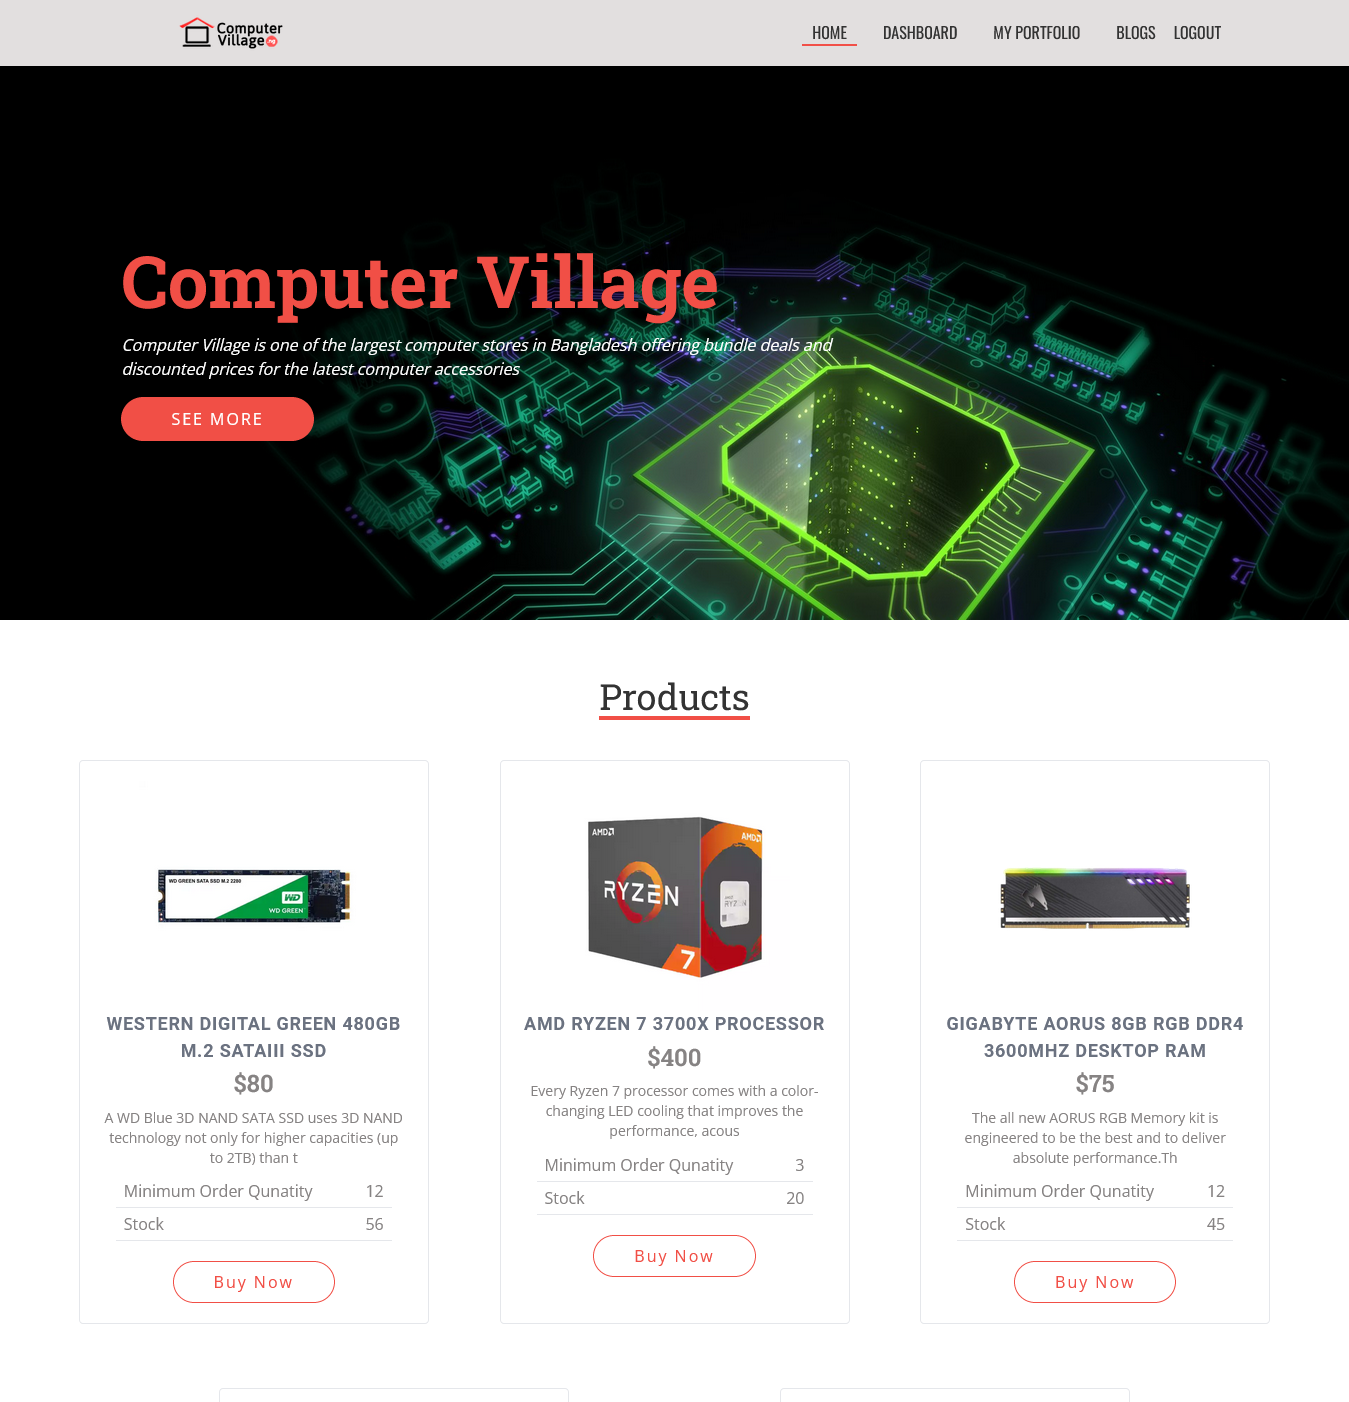 Computer
Village
HOME DASHBOARD MY PORTFOLIO BLOGS LOGOUT
Computer Village
Computer Village is one of the largest computer stores in Bangladesh offering bundle deals and
discounted prices for the latest computer accessories
SEE MORE
Products
WD GREEN SATA SSD M.2 2280
WD
WD GREEN
WESTERN DIGITAL GREEN 480GB
M.2 SATAIII SSD
$80
A WD Blue 3D NAND SATA SSD uses 3D NAND
technology not only for higher capacities (up
to 2TB) than t
Minimum Order Qunatity 12
Stock 56
Buy Now
AMD
AMD
RYZEN
RYZEN
7
AMD RYZEN 7 3700X PROCESSOR
$400
Every Ryzen 7 processor comes with a color-
changing LED cooling that improves the
performance, acous
Minimum Order Qunatity 3
Stock 20
Buy Now
GIGABYTE AORUS 8GB RGB DDR4
3600MHZ DESKTOP RAM
$75
The all new AORUS RGB Memory kit is
engineered to be the best and to deliver
absolute performance.Th
Minimum Order Qunatity 12
Stock 45
Buy Now